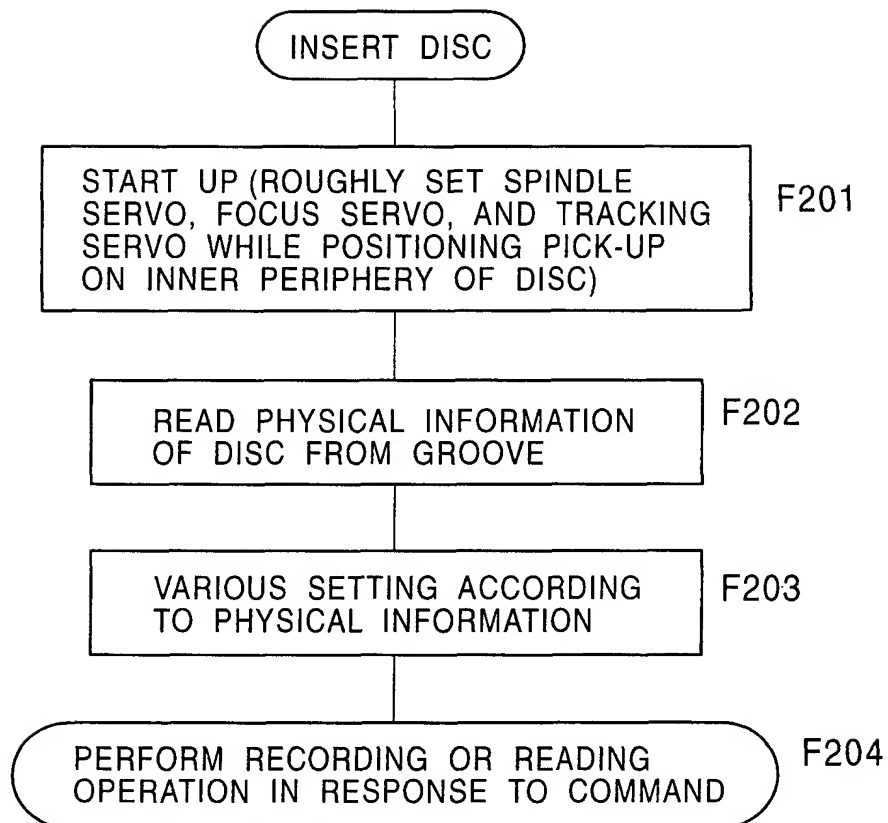 INSERT DISC
START UP (ROUGHLY SET SPINDLE
SERVO, FOCUS SERVO, AND TRACKING
SERVO WHILE POSITIONING PICK-UP
ON INNER PERIPHERY OF DISC)
F201
READ PHYSICAL INFORMATION
OF DISC FROM GROOVE
F202
VARIOUS SETTING ACCORDING
TO PHYSICAL INFORMATION
F203
PERFORM RECORDING OR READING
OPERATION IN RESPONSE TO COMMAND
F204